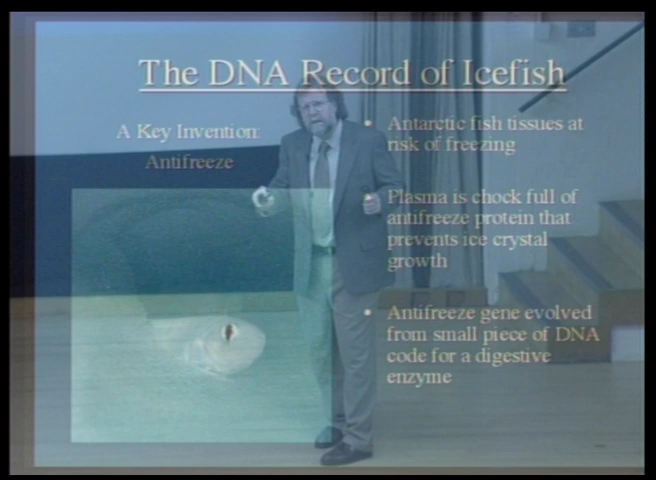 The DNA Record of Icefish
A Key Invention:
Antifreeze
• Antarctic fish tissues at
risk of freezing
Plasma is chock full of
antifreeze protein that
prevents ice crystal
growth
• Antifreeze gene evolved
from small piece of DNA
code for a digestive
enzyme